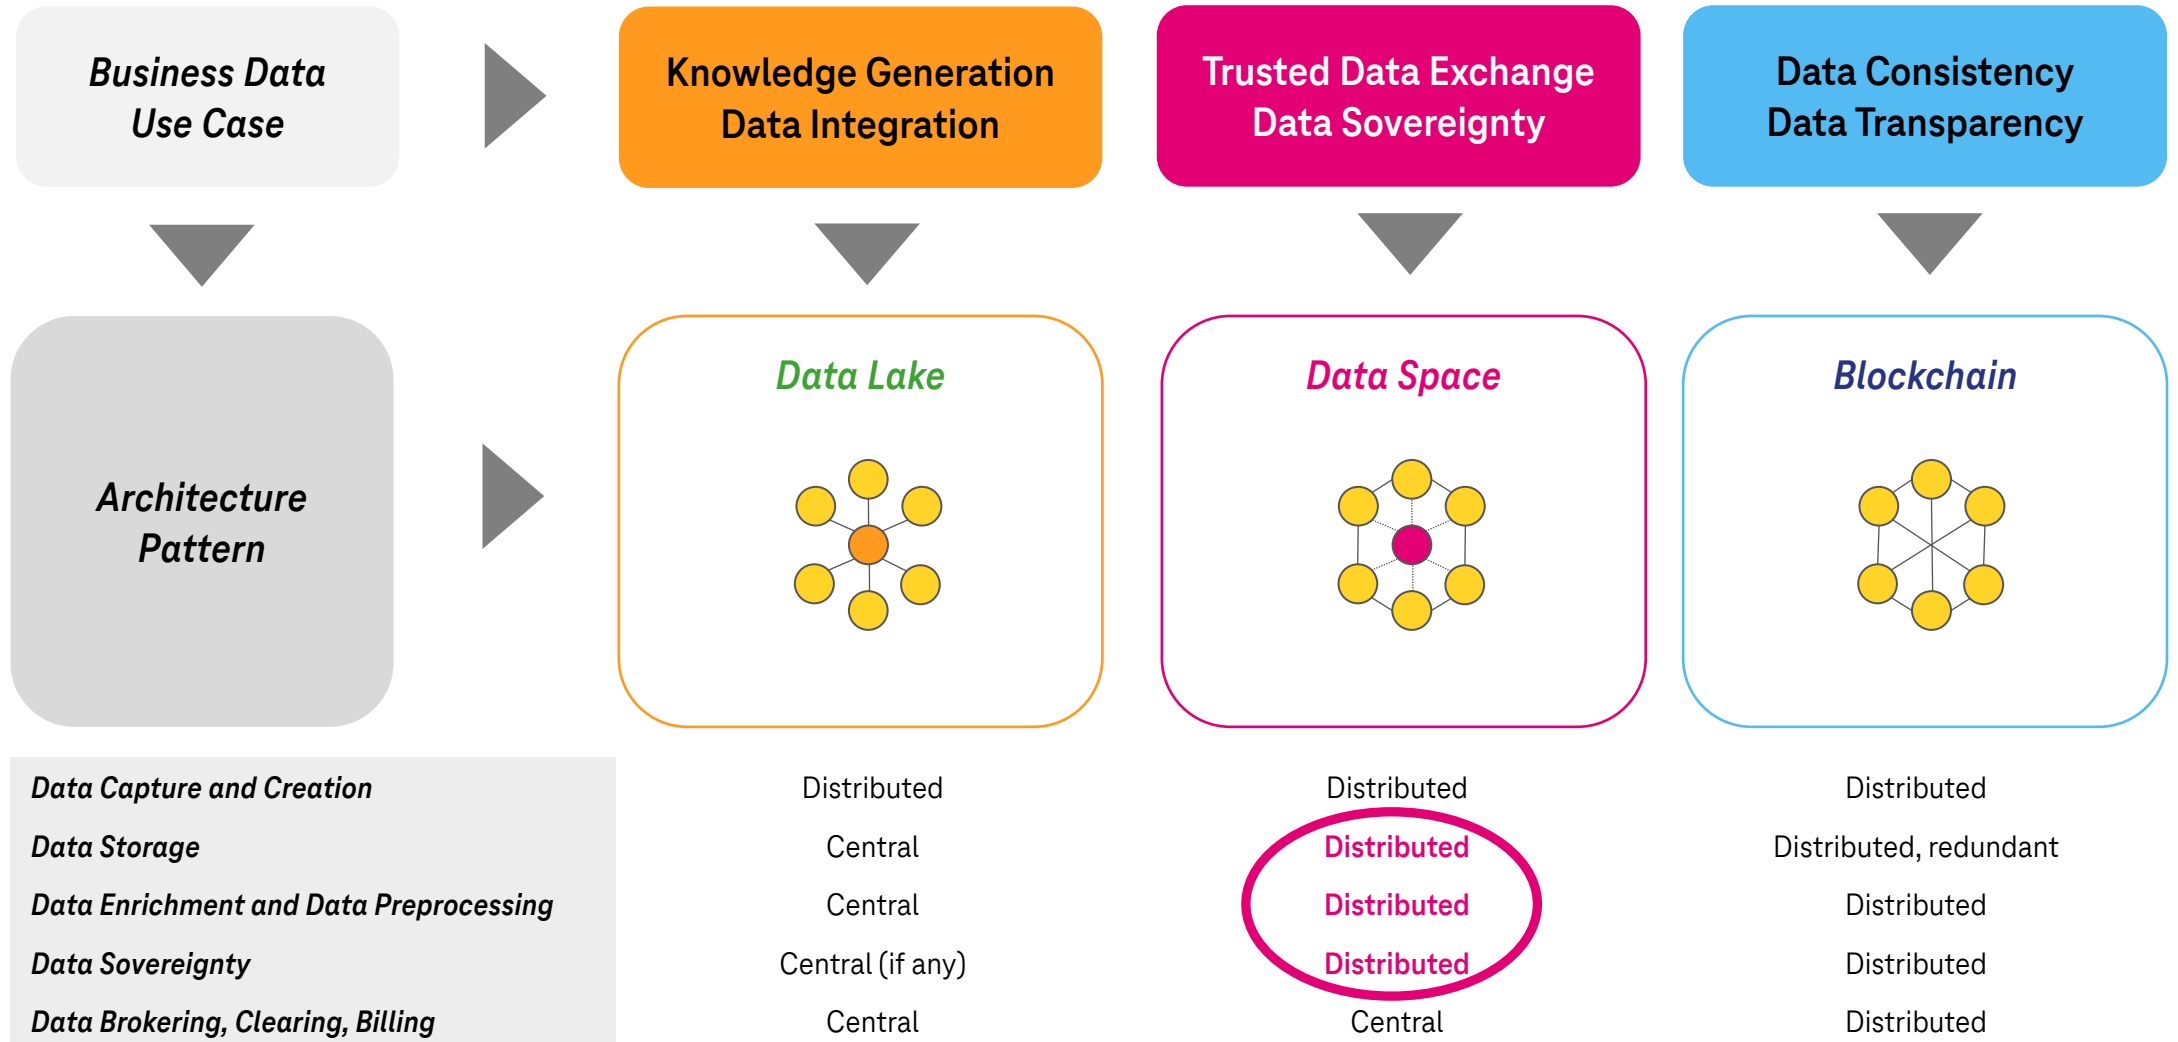 Business Data
Use Case
Knowledge Generation
Data Integration
Trusted Data Exchange
Data Sovereignty
Data Consistency
Data Transparency
Architecture
Pattern
Data Lake
Data Space
Blockchain
Data Capture and Creation
Distributed
Distributed
Distributed
Data Storage
Central
Distributed
Distributed, redundant
Data Enrichment and Data Preprocessing
Central
Distributed
Distributed
Data Sovereignty
Central (if any)
Distributed
Distributed
Data Brokering, Clearing, Billing
Central
Central
Distributed